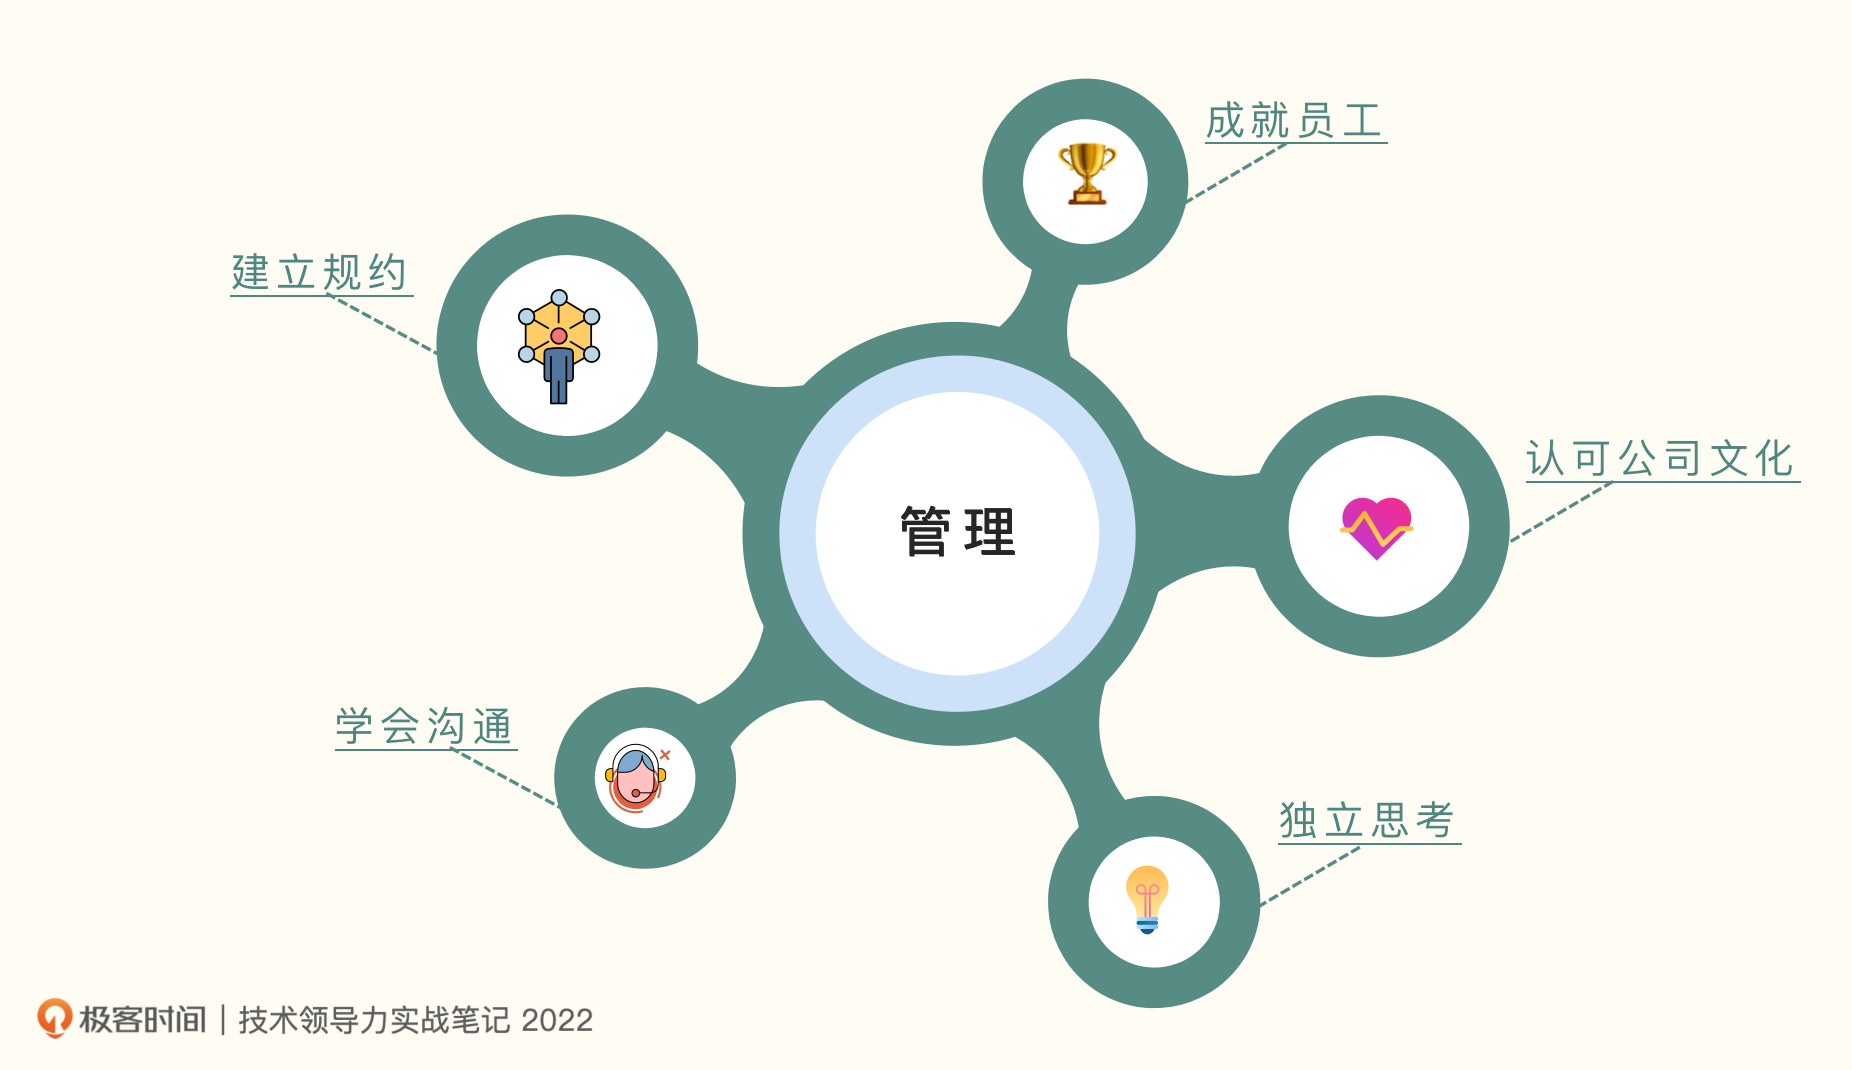 成就员工
建立规约
认可公司文化
管理
学会沟通
独立思考
极客时间 | 技术领导力实战笔记 2022